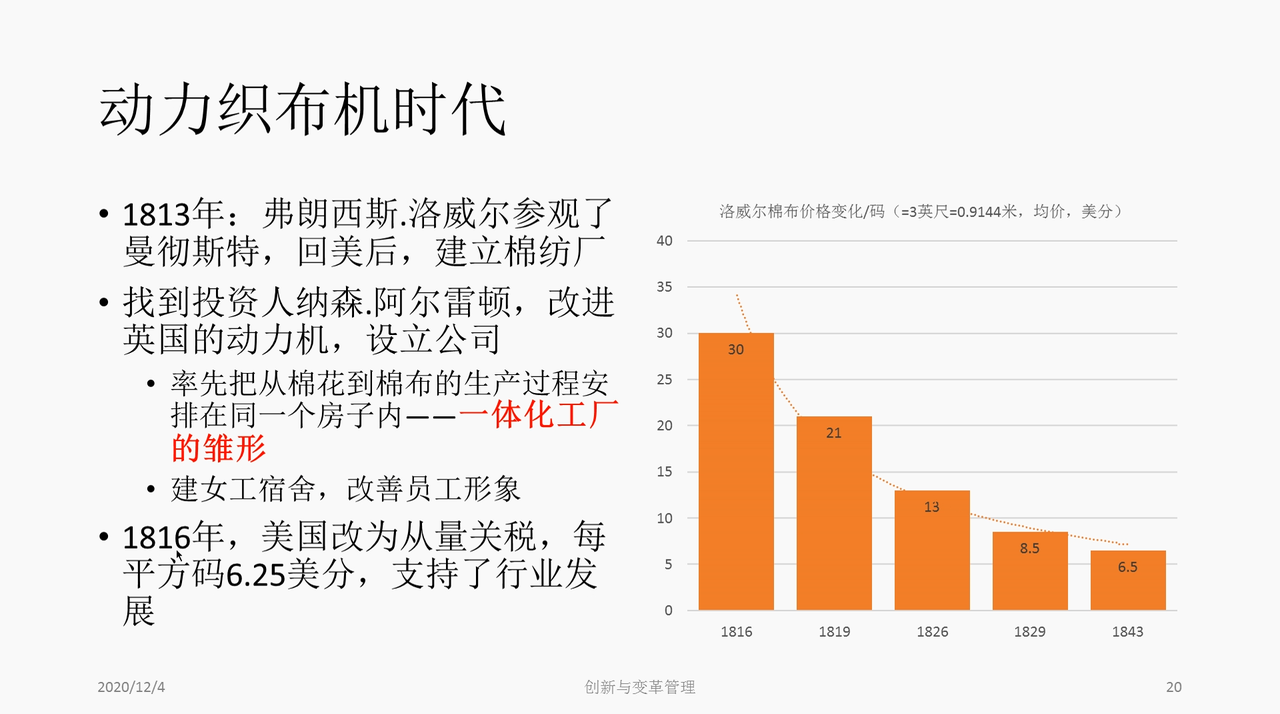 动力织布机时代
• 1813年：弗朗西斯.洛威尔参观了
曼彻斯特，回美后，建立棉纺厂
• 找到投资人纳森.阿尔雷顿，改进
英国的动力机，设立公司
• 率先把从棉花到棉布的生产过程安
排在同一个房子内——一体化工厂
的雏形
• 建女工宿舍，改善员工形象
• 1816年，美国改为从量关税，每
平方码6.25美分，支持了行业发
展
洛威尔棉布价格变化/码（=3英尺=0.9144米，均价，美分）
40
35
30
25
20
15
10
5
0
30
21
13
8.5
6.5
1816 1819 1826 1829 1843
2020/12/4 创新与变革管理 20